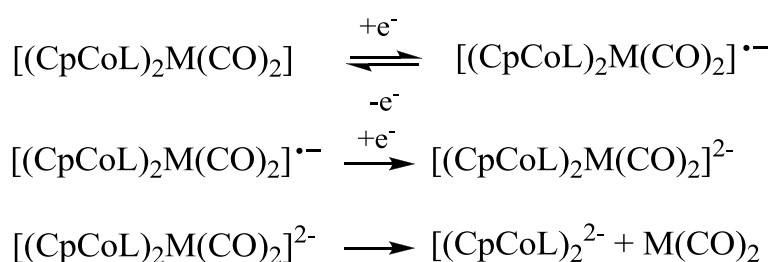 +e⁻
[(CpCoL)₂M(CO)₂] ⇌ [(CpCoL)₂M(CO)₂]•⁻
-e⁻
+e⁻
[(CpCoL)₂M(CO)₂]•⁻ → [(CpCoL)₂M(CO)₂]²⁻
[(CpCoL)₂M(CO)₂]²⁻ → [(CpCoL)₂²⁻ + M(CO)₂